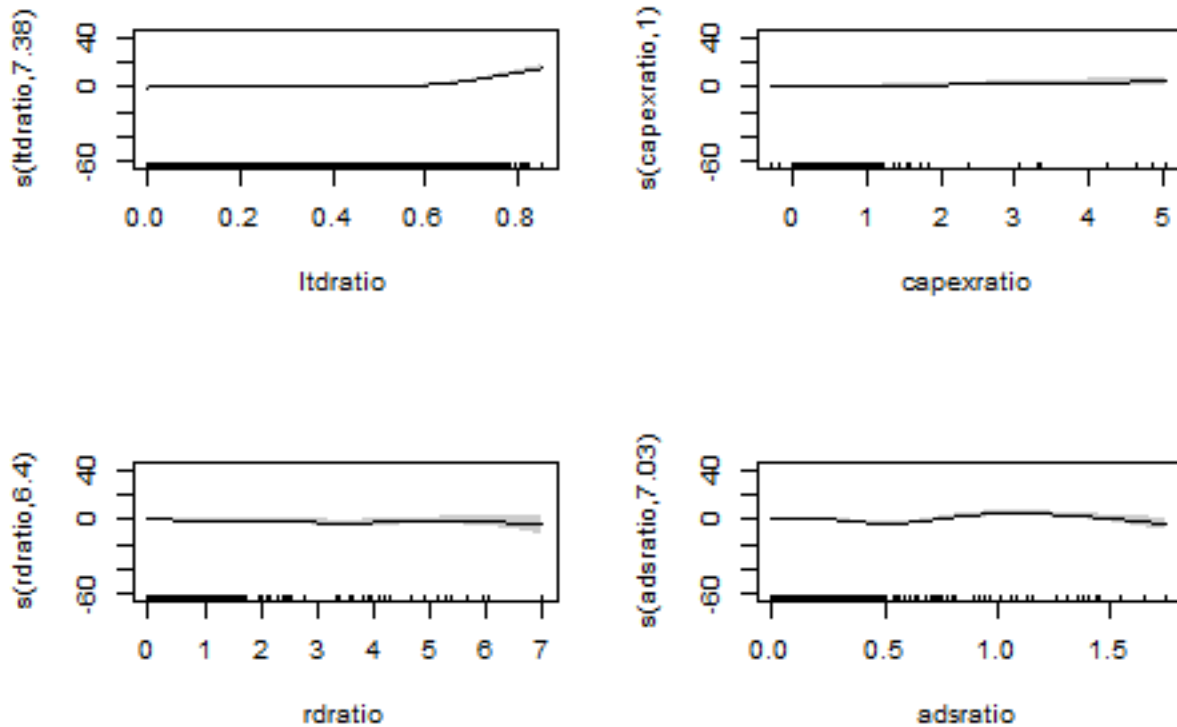 s(ltdratio,7.38)
40
0
-60
0.0 0.2 0.4 0.6 0.8
ltdratio
s(capexratio,1)
40
0
-60
0 1 2 3 4 5
capexratio
s(rdratio,6.4)
40
0
-60
0 1 2 3 4 5 6 7
rdratio
s(adsratio,7.03)
40
0
-60
0.0 0.5 1.0 1.5
adsratio